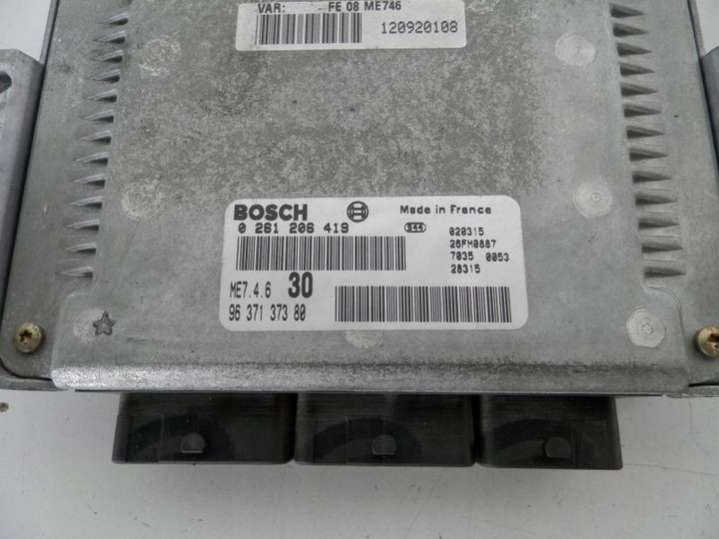 VAR: FE 08 ME746
120920108
BOSCH Made in France
0 261 206 419
020315
26FM0887
7035 0053
28315
ME7.4.6 30
96 371 373 80